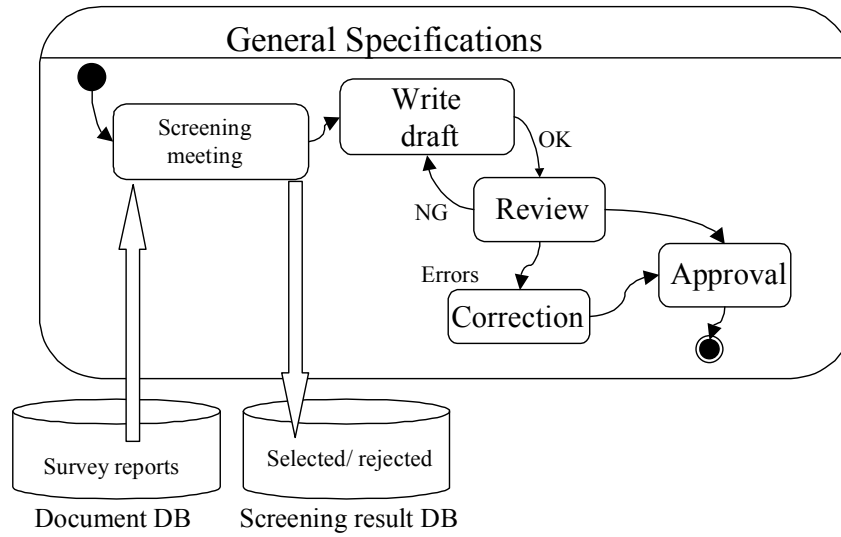 General Specifications
Screening
meeting
Write
draft
OK
NG
Review
Errors
Approval
Correction
Survey reports
Selected/ rejected
Document DB
Screening result DB